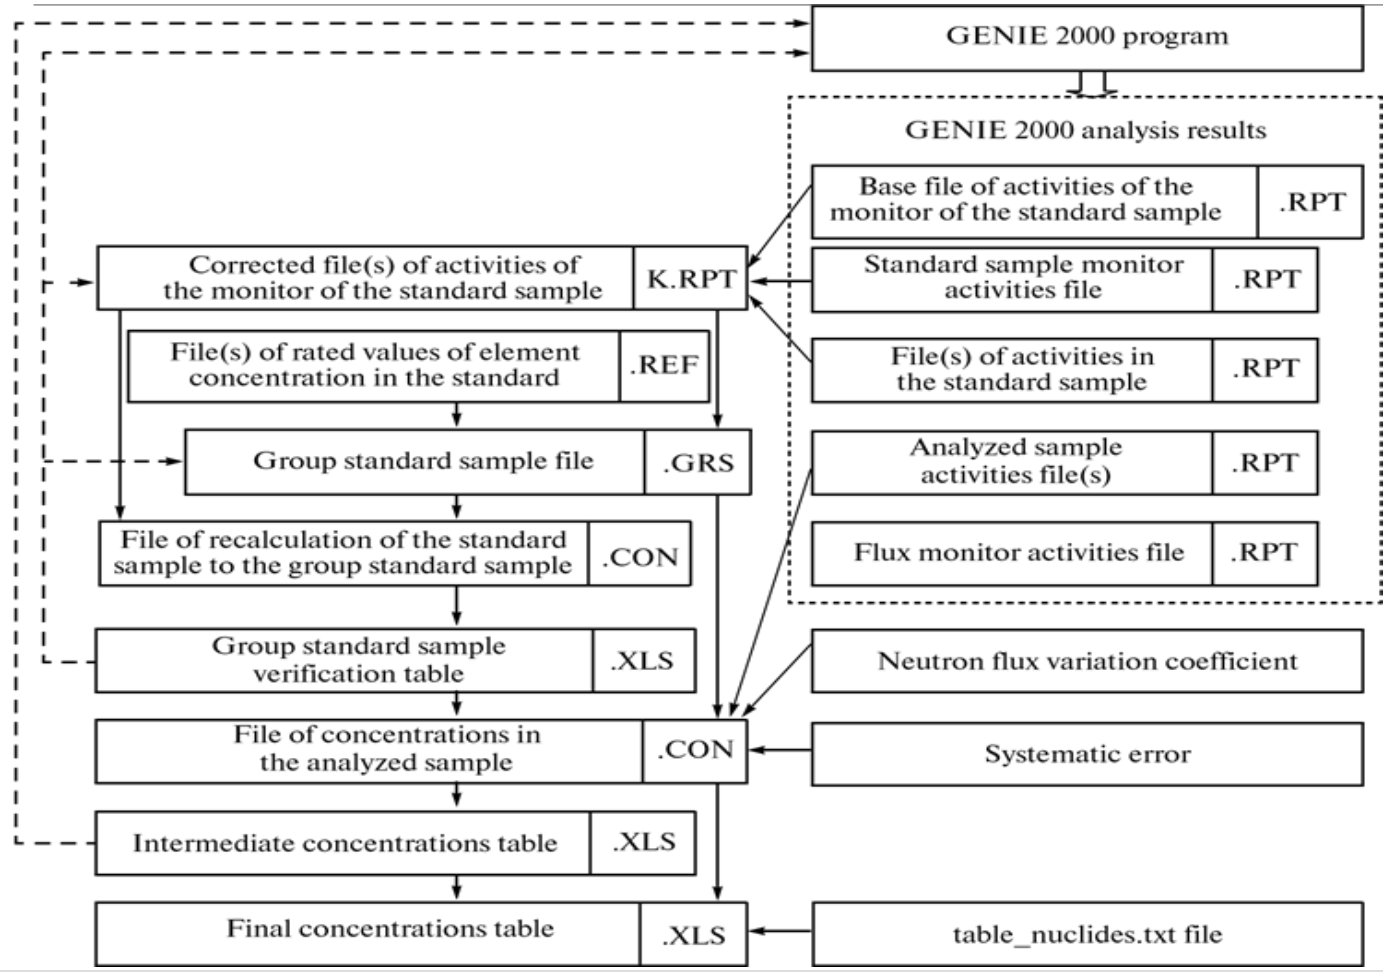 GENIE 2000 program
GENIE 2000 analysis results
Base file of activities of the
monitor of the standard sample
.RPT
Corrected file(s) of activities of
the monitor of the standard sample
K.RPT
Standard sample monitor
activities file
.RPT
File(s) of rated values of element
concentration in the standard
.REF
File(s) of activities in
the standard sample
.RPT
Group standard sample file
.GRS
Analyzed sample
activities file(s)
.RPT
File of recalculation of the standard
sample to the group standard sample
.CON
Flux monitor activities file
.RPT
Group standard sample
verification table
.XLS
Neutron flux variation coefficient
File of concentrations in
the analyzed sample
.CON
Systematic error
Intermediate concentrations table
.XLS
Final concentrations table
.XLS
table_nuclides.txt file